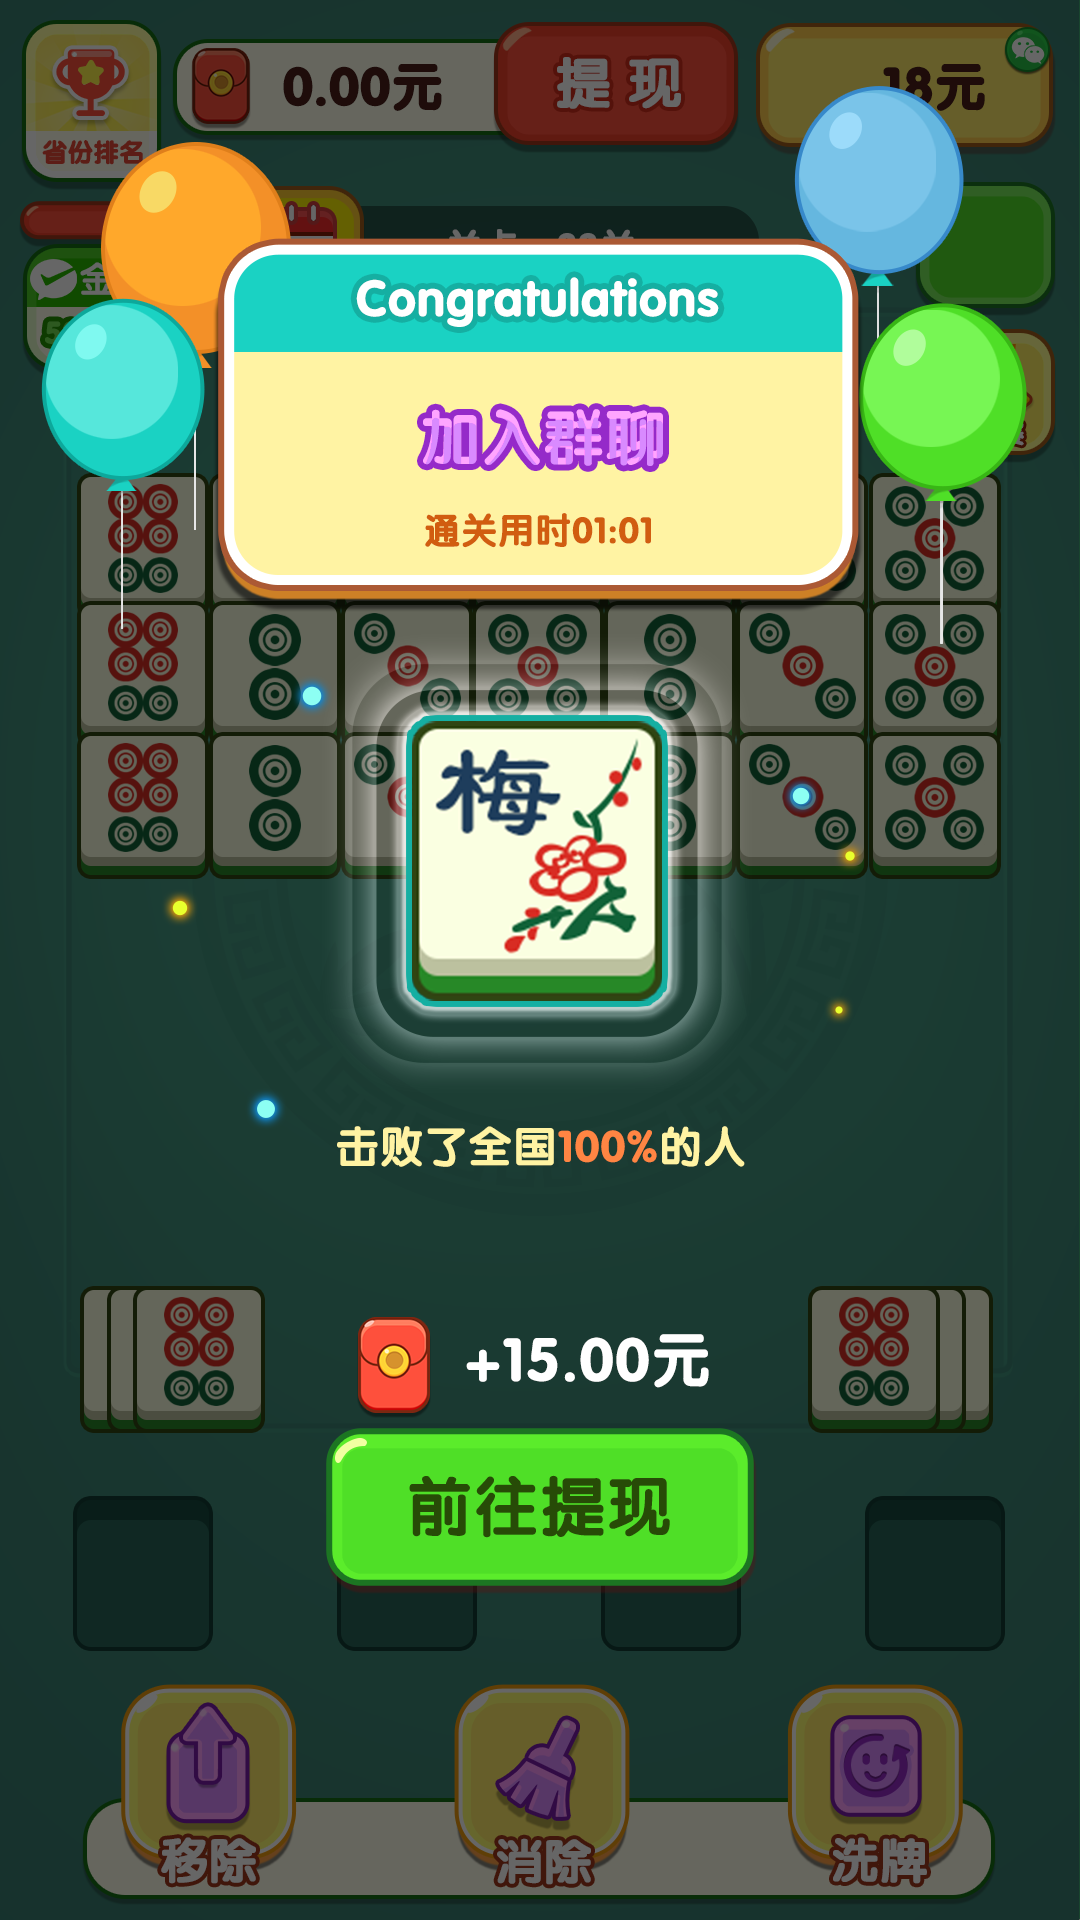 0.00元
提现
18元
省份排名
Congratulations
加入群聊
通关用时01:01
梅
击败了全国100%的人
+15.00元
前往提现
移除
消除
洗牌